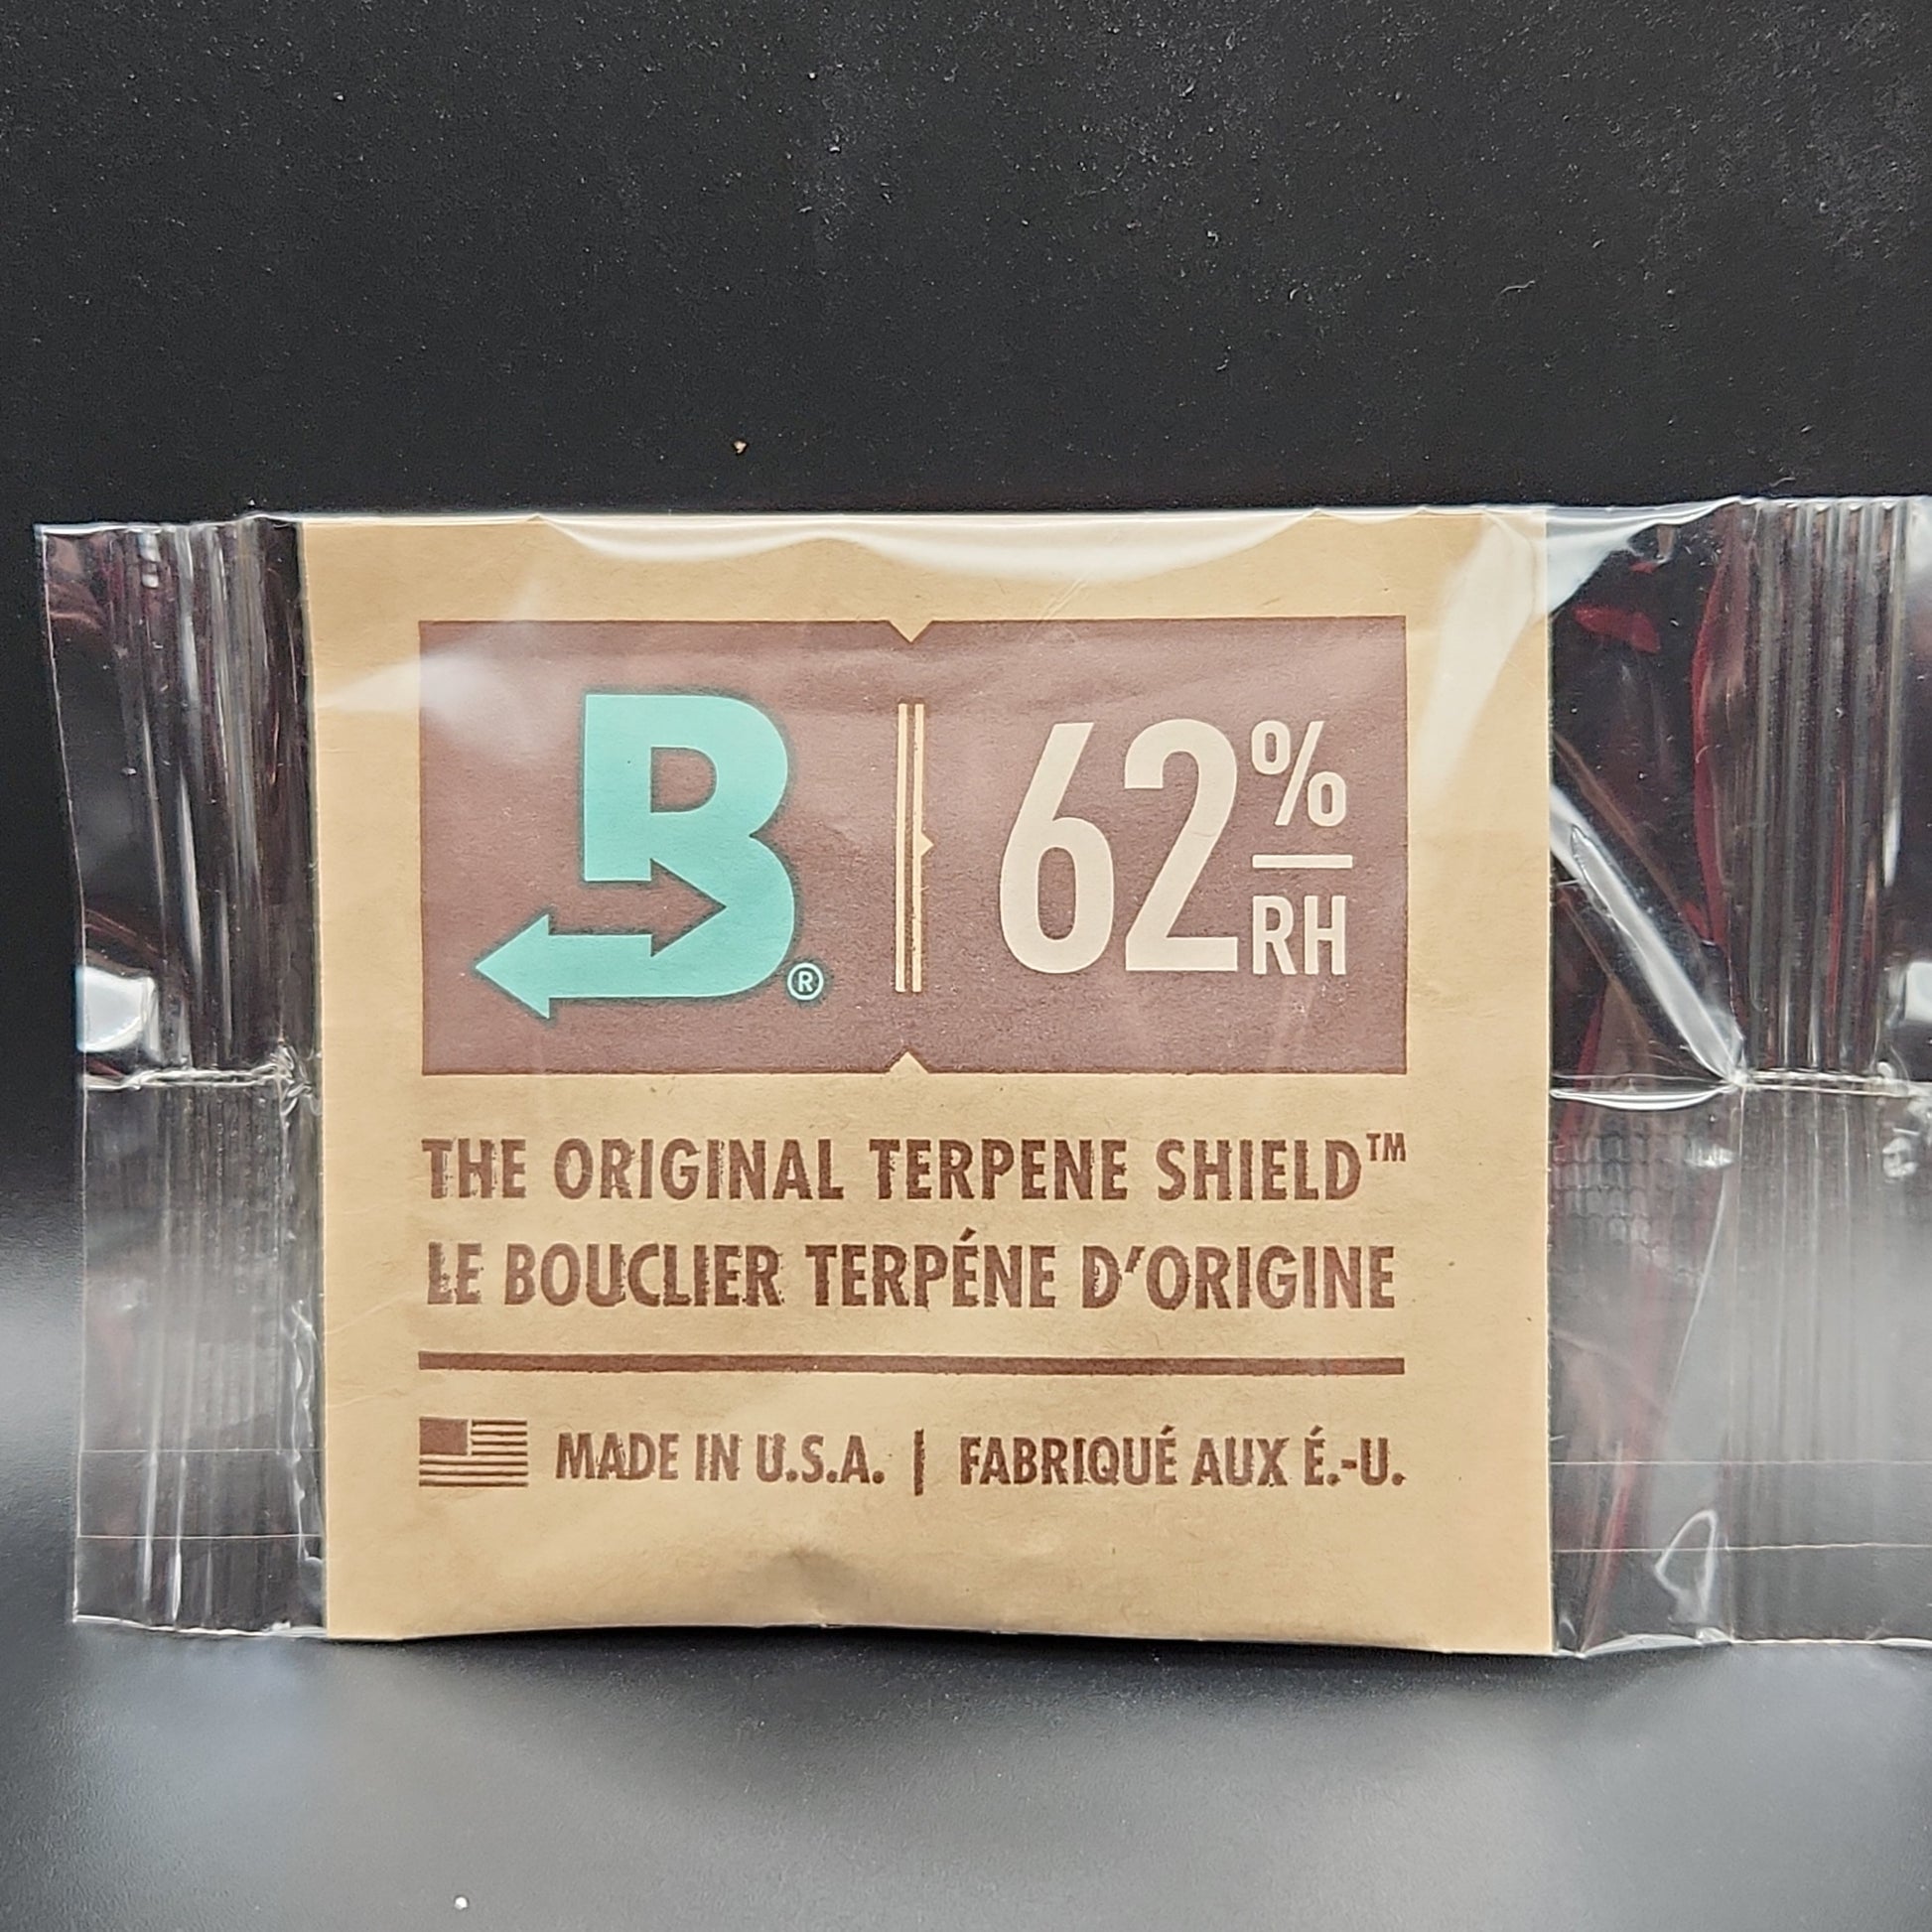 B® 62% RH
THE ORIGINAL TERPENE SHIELD™
LE BOUCLIER TERPÉNE D'ORIGINE
MADE IN U.S.A. | FABRIQUÉ AUX É.-U.